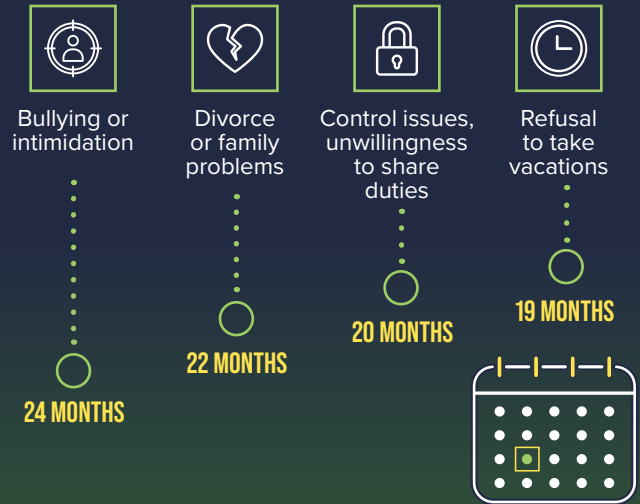 Bullying or
intimidation
24 MONTHS
Divorce
or family
problems
22 MONTHS
Control issues,
unwillingness
to share
duties
20 MONTHS
Refusal
to take
vacations
19 MONTHS